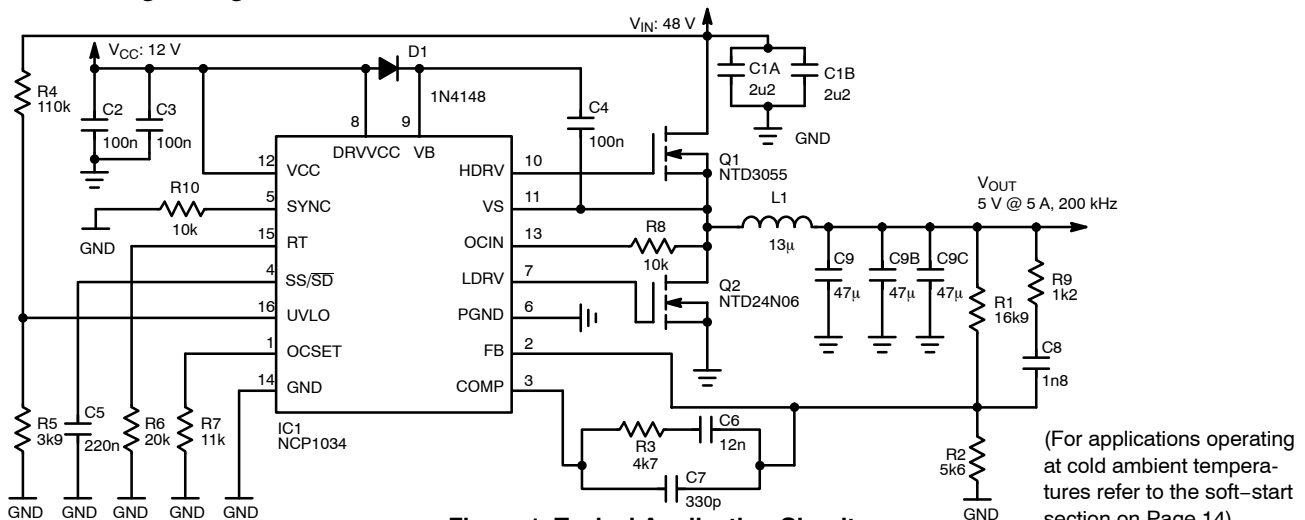 V_IN: 48 V
V_CC: 12 V
D1
1N4148
R4
110k
C2
100n
C3
100n
C4
100n
C1A
2u2
C1B
2u2
GND
8
9
DRVVCC VB
12
VCC
HDRV
10
Q1
NTD3055
R10
10k
GND
5
SYNC
VS
11
L1
13μ
V_OUT
5 V @ 5 A, 200 kHz
15
RT
OCIN
13
R8
10k
4
SS/SD
LDRV
7
Q2
NTD24N06
C9
47μ
C9B
47μ
C9C
47μ
R1
16k9
R9
1k2
16
UVLO
PGND
6
1
OCSET
FB
2
C8
1n8
14
GND
COMP
3
IC1
NCP1034
R5
3k9
C5
220n
R6
20k
R7
11k
R3
4k7
C6
12n
C7
330p
R2
5k6
GND
GND
GND
GND
GND
GND
(For applications operating
at cold ambient tempera-
tures refer to the soft−start
section on Page 14)